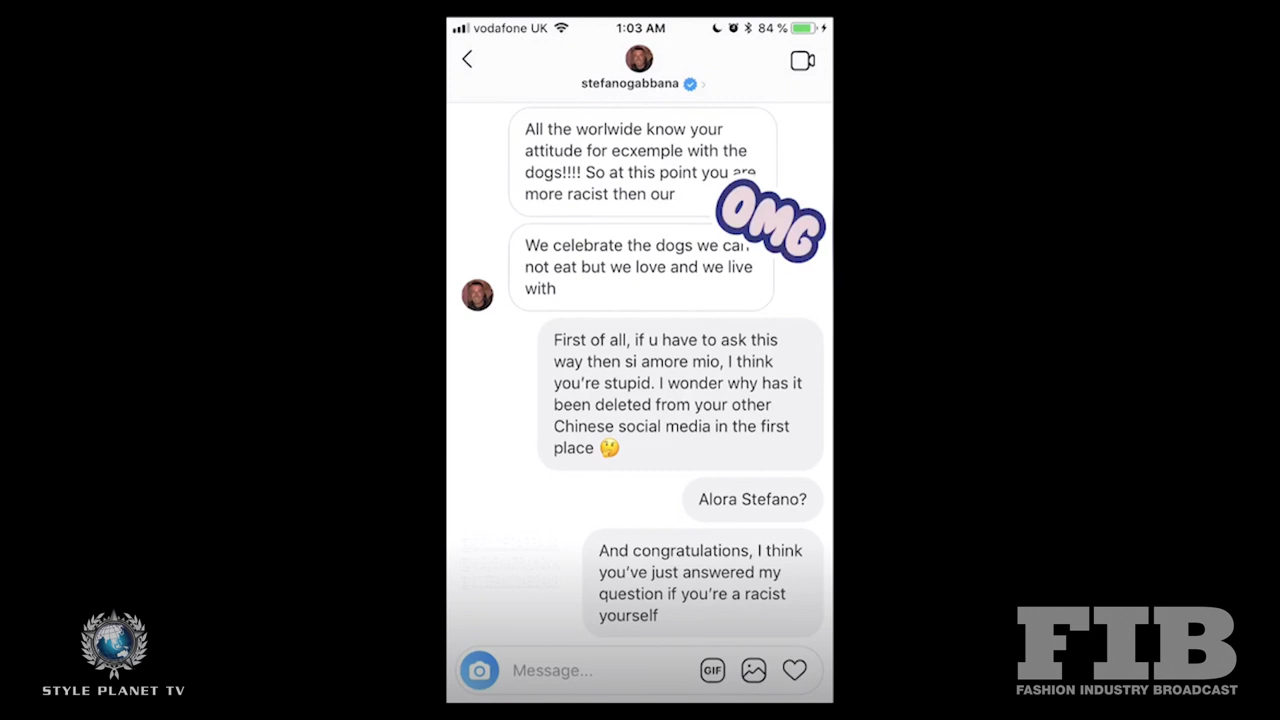 vodafone UK
1:03 AM
84 %
stefanogabbana
All the worlwide know your
attitude for ecxemple with the
dogs!!!! So at this point you are
more racist then our
OMG
We celebrate the dogs we can
not eat but we love and we live
with
First of all, if u have to ask this
way then si amore mio, I think
you're stupid. I wonder why has it
been deleted from your other
Chinese social media in the first
place 🤔
Alora Stefano?
And congratulations, I think
you've just answered my
question if you're a racist
yourself
Message...
GIF
STYLE PLANET TV
FIB
FASHION INDUSTRY BROADCAST